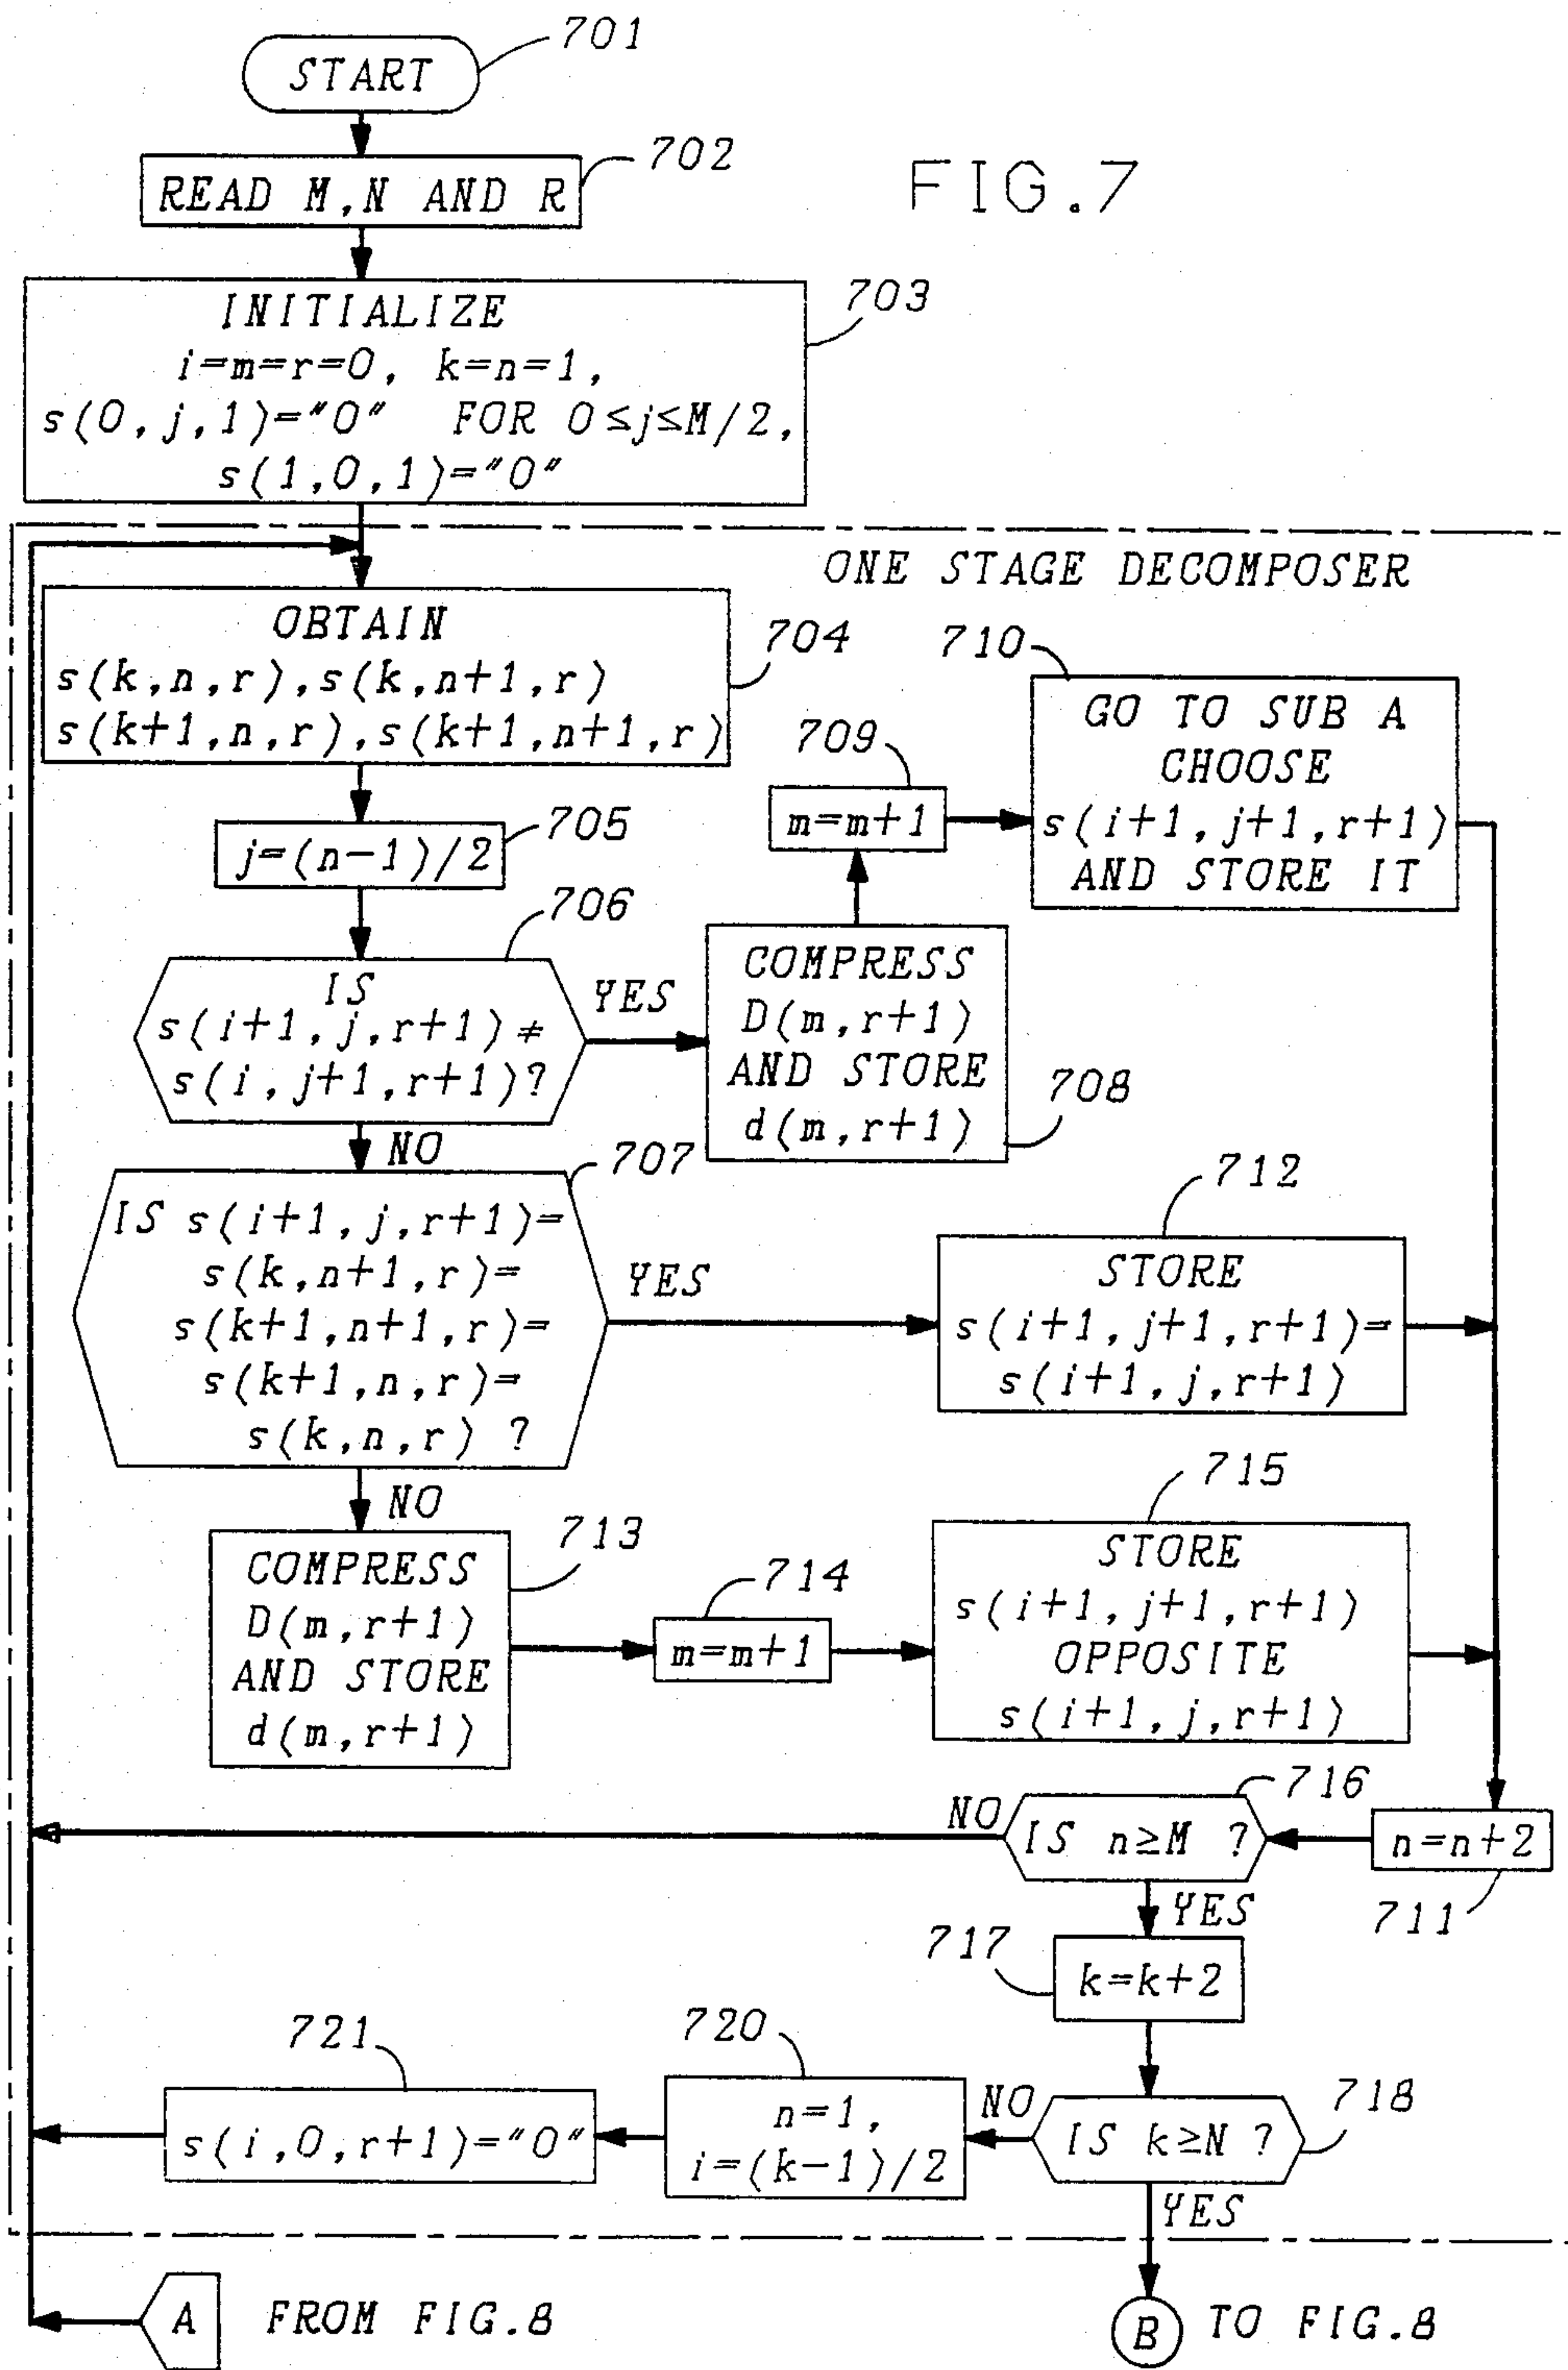 701
START
702
READ M,N AND R
FIG.7
703
INITIALIZE
i=m=r=0, k=n=1,
s(0,j,1)="0" FOR 0≤j≤M/2,
s(1,0,1)="0"
ONE STAGE DECOMPOSER
OBTAIN
s(k,n,r),s(k,n+1,r)
s(k+1,n,r),s(k+1,n+1,r)
704
710
GO TO SUB A
CHOOSE
s(i+1,j+1,r+1)
AND STORE IT
709
m=m+1
705
j=(n-1)/2
706
IS
s(i+1,j,r+1)≠
s(i,j+1,r+1)?
YES
COMPRESS
D(m,r+1)
AND STORE
d(m,r+1)
708
NO
707
IS s(i+1,j,r+1)=
s(k,n+1,r)=
s(k+1,n+1,r)=
s(k+1,n,r)=
s(k,n,r) ?
YES
712
STORE
s(i+1,j+1,r+1)=
s(i+1,j,r+1)
NO
713
COMPRESS
D(m,r+1)
AND STORE
d(m,r+1)
714
m=m+1
715
STORE
s(i+1,j+1,r+1)
OPPOSITE
s(i+1,j,r+1)
716
NO
IS n≥M ?
n=n+2
711
YES
717
k=k+2
721
s(i,0,r+1)="0"
720
n=1,
i=(k-1)/2
NO
IS k≥N ?
718
YES
A FROM FIG.8
B TO FIG.8